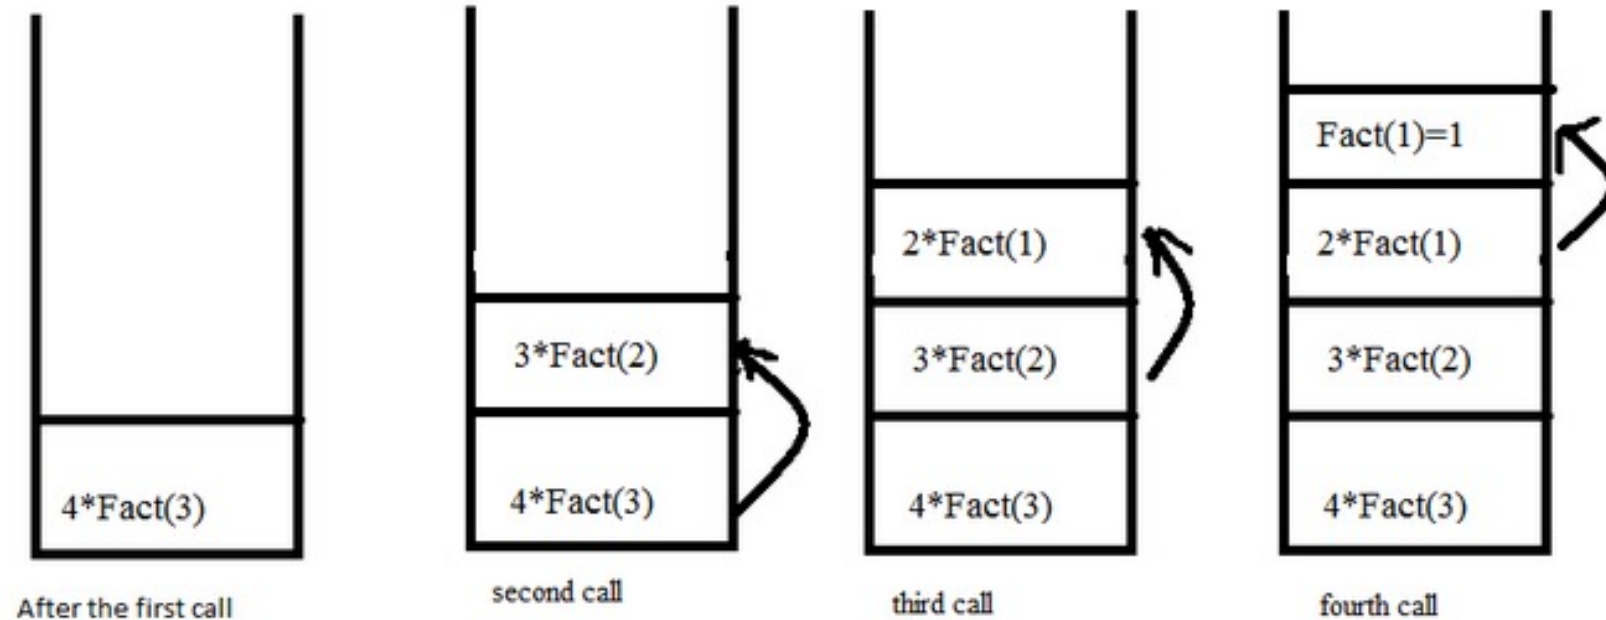 4*Fact(3)
After the first call
3*Fact(2)
4*Fact(3)
second call
2*Fact(1)
3*Fact(2)
4*Fact(3)
third call
Fact(1)=1
2*Fact(1)
3*Fact(2)
4*Fact(3)
fourth call